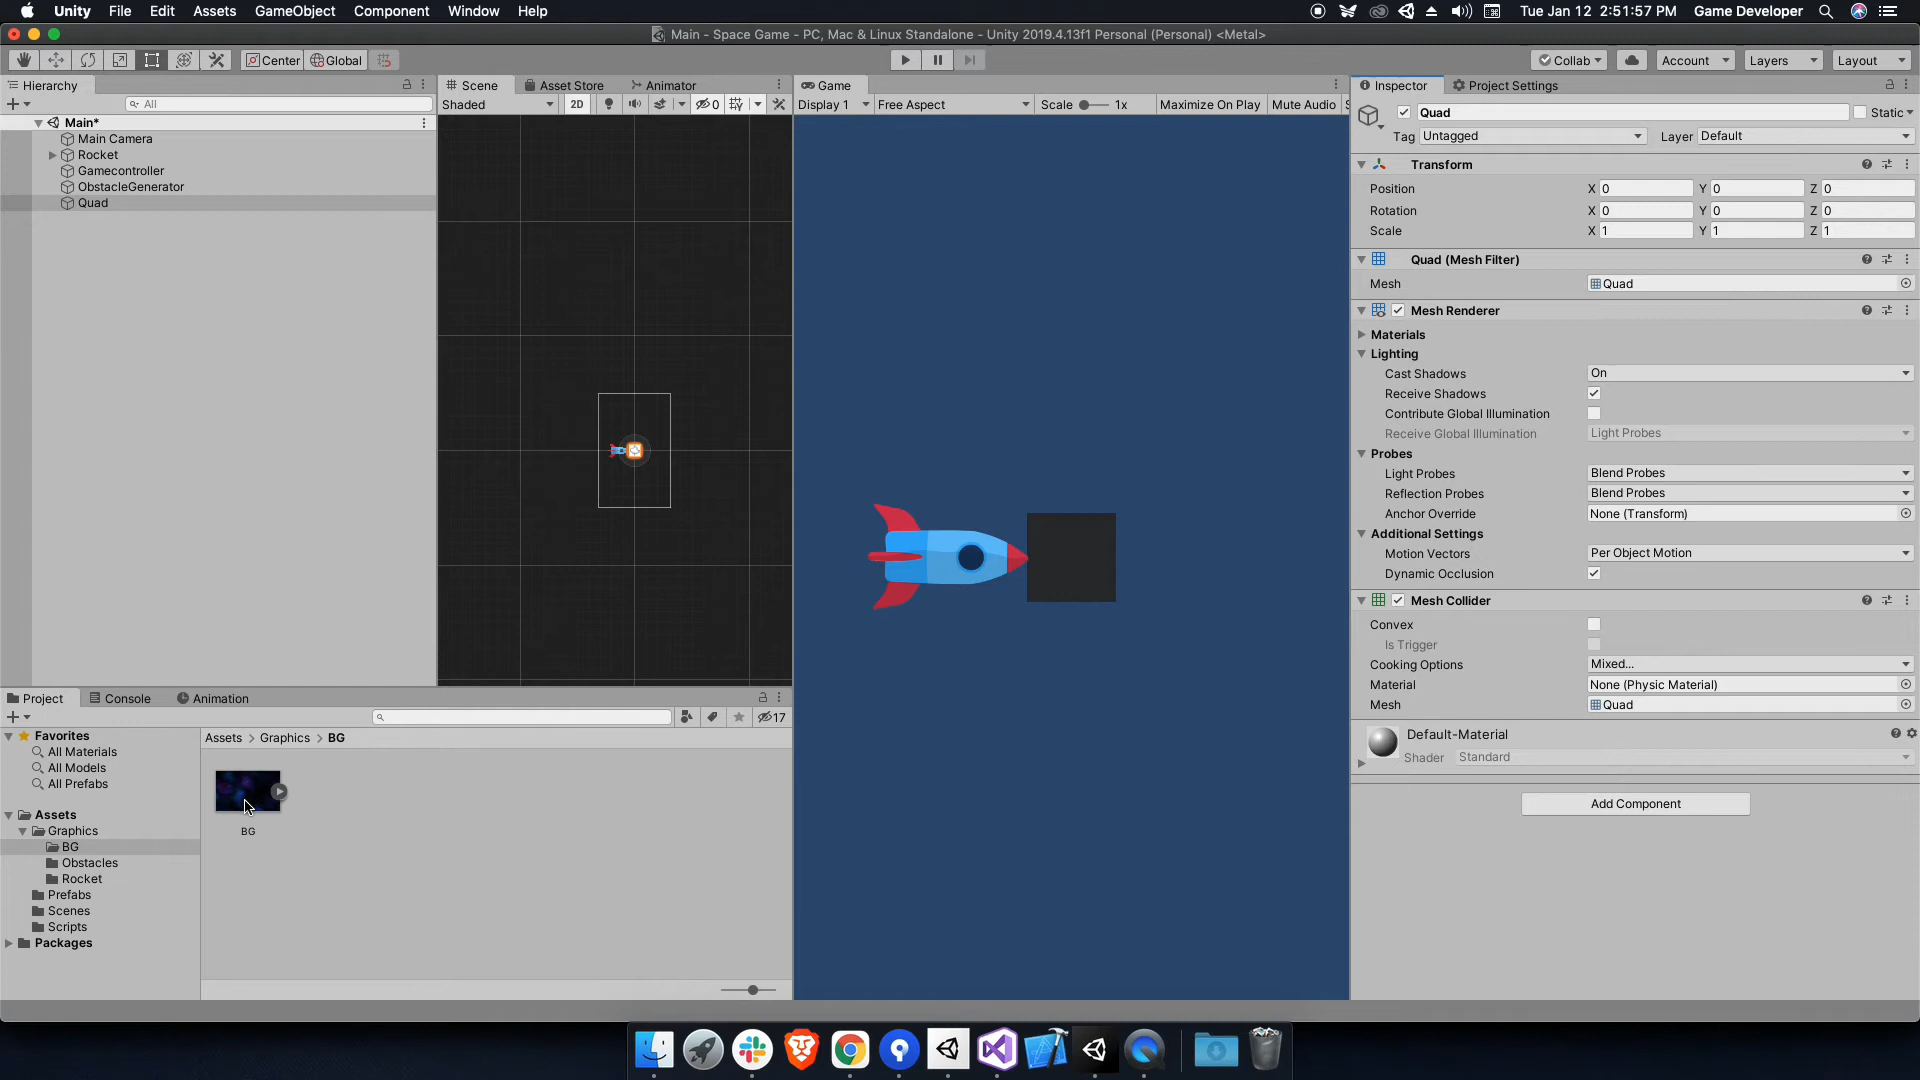 Unity File Edit Assets GameObject Component Window Help Tue Jan 12 2:51:57 PM Game Developer
Main - Space Game - PC, Mac & Linux Standalone - Unity 2019.4.13f1 Personal (Personal) <Metal>
Center Global Collab Account Layers Layout
Hierarchy
All
Main*
Main Camera
Rocket
Gamecontroller
ObstacleGenerator
Quad
Scene Asset Store Animator
Shaded 2D 0
Game
Display 1 Free Aspect Scale 1x Maximize On Play Mute Audio S
Inspector Project Settings
Quad Static
Tag Untagged Layer Default
Transform
Position X 0 Y 0 Z 0
Rotation X 0 Y 0 Z 0
Scale X 1 Y 1 Z 1
Quad (Mesh Filter)
Mesh Quad
Mesh Renderer
Materials
Lighting
Cast Shadows On
Receive Shadows
Contribute Global Illumination
Receive Global Illumination Light Probes
Probes
Light Probes Blend Probes
Reflection Probes Blend Probes
Anchor Override None (Transform)
Additional Settings
Motion Vectors Per Object Motion
Dynamic Occlusion
Mesh Collider
Convex
Is Trigger
Cooking Options Mixed...
Material None (Physic Material)
Mesh Quad
Default-Material
Shader Standard
Add Component
Project Console Animation
17
Favorites
All Materials
All Models
All Prefabs
Assets
Graphics
BG
Obstacles
Rocket
Prefabs
Scenes
Scripts
Packages
Assets > Graphics > BG
BG